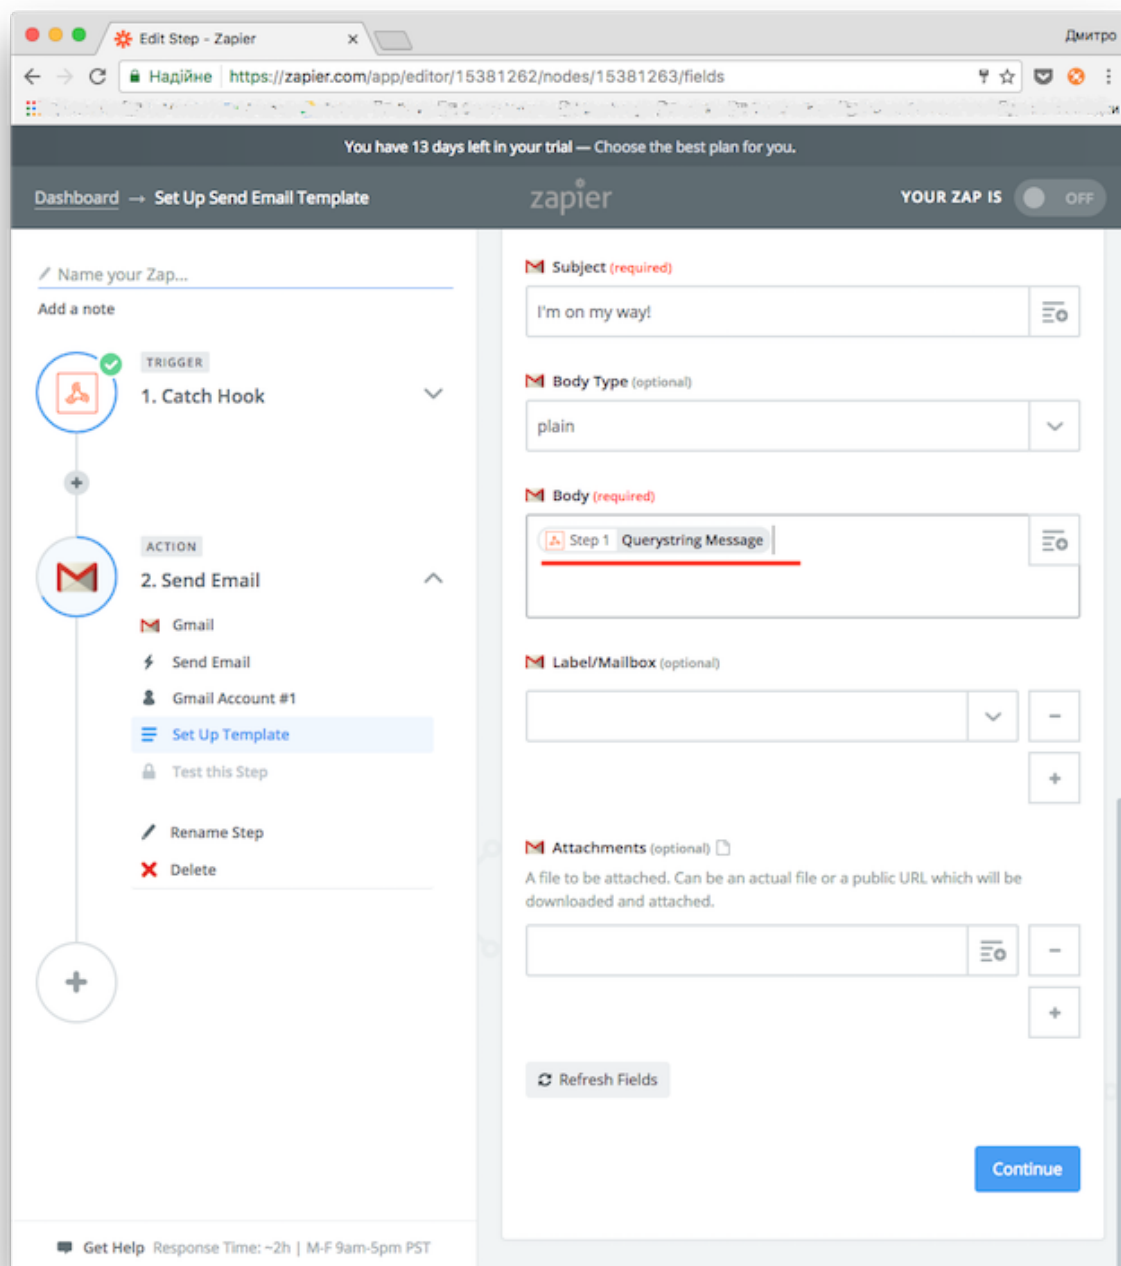 Edit Step - Zapier
Дмитро
Надійне https://zapier.com/app/editor/15381262/nodes/15381263/fields
You have 13 days left in your trial — Choose the best plan for you.
Dashboard → Set Up Send Email Template
zapier
YOUR ZAP IS OFF
Name your Zap...
Add a note
TRIGGER
1. Catch Hook
ACTION
2. Send Email
Gmail
Send Email
Gmail Account #1
Set Up Template
Test this Step
Rename Step
Delete
Get Help Response Time: ~2h | M-F 9am-5pm PST
Subject (required)
I'm on my way!
Body Type (optional)
plain
Body (required)
Step 1 Querystring Message
Label/Mailbox (optional)
Attachments (optional)
A file to be attached. Can be an actual file or a public URL which will be
downloaded and attached.
Refresh Fields
Continue